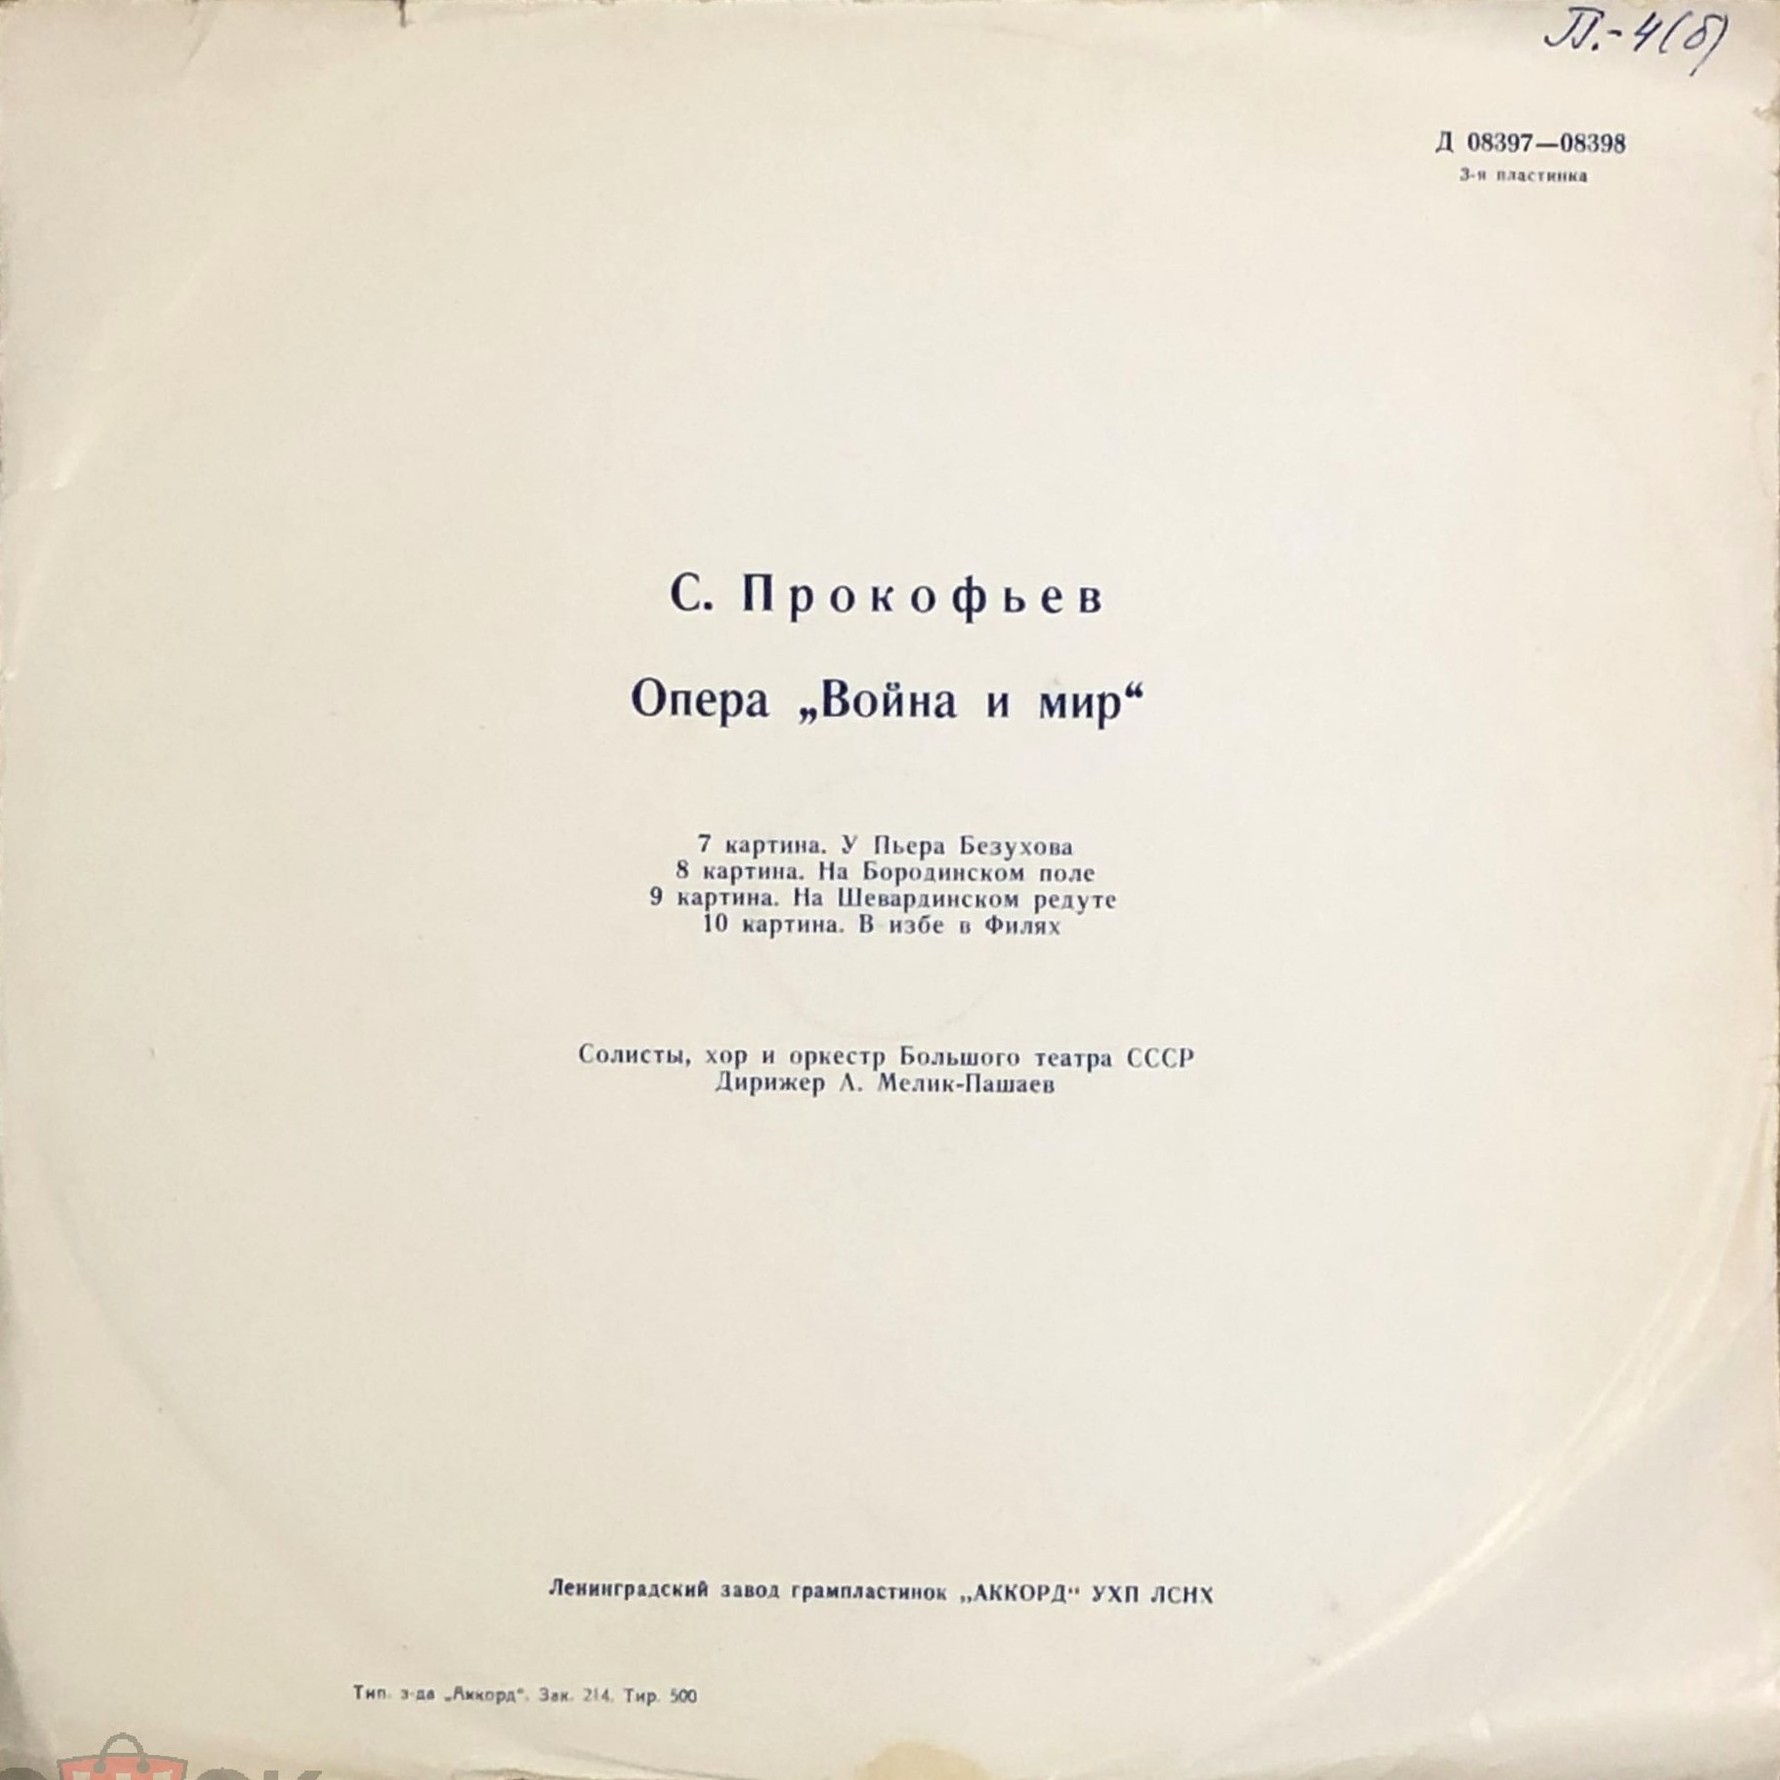 П.-4(б)
Д 08397—08398
3-я пластинка
С. Прокофьев
Опера „Война и мир“
7 картина. У Пьера Безухова
8 картина. На Бородинском поле
9 картина. На Шевардинском редуте
10 картина. В избе в Филях
Солисты, хор и оркестр Большого театра СССР
Дирижер А. Мелик-Пашаев
Ленинградский завод грампластинок „АККОРД“ УХП ЛСНХ
Тип. з-да „Аккорд“. Зак. 214. Тир. 500